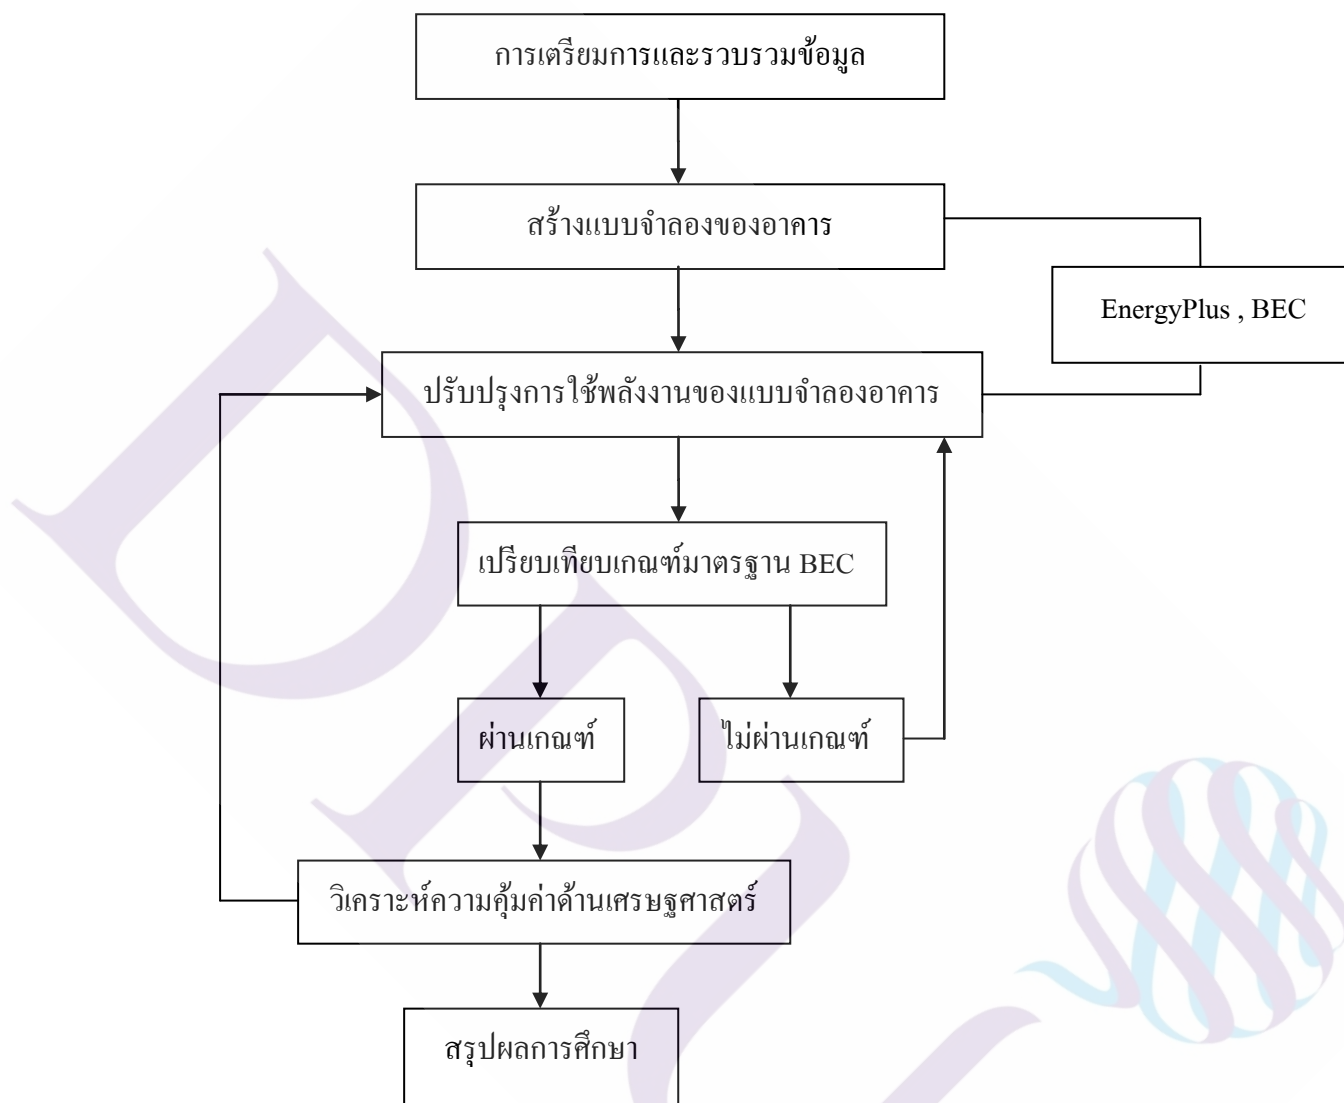 การเตรียมการและรวบรวมข้อมูล
สร้างแบบจำลองของอาคาร
EnergyPlus , BEC
ปรับปรุงการใช้พลังงานของแบบจำลองอาคาร
เปรียบเทียบเกณฑ์มาตรฐาน BEC
ผ่านเกณฑ์
ไม่ผ่านเกณฑ์
วิเคราะห์ความคุ้มค่าด้านเศรษฐศาสตร์
สรุปผลการศึกษา